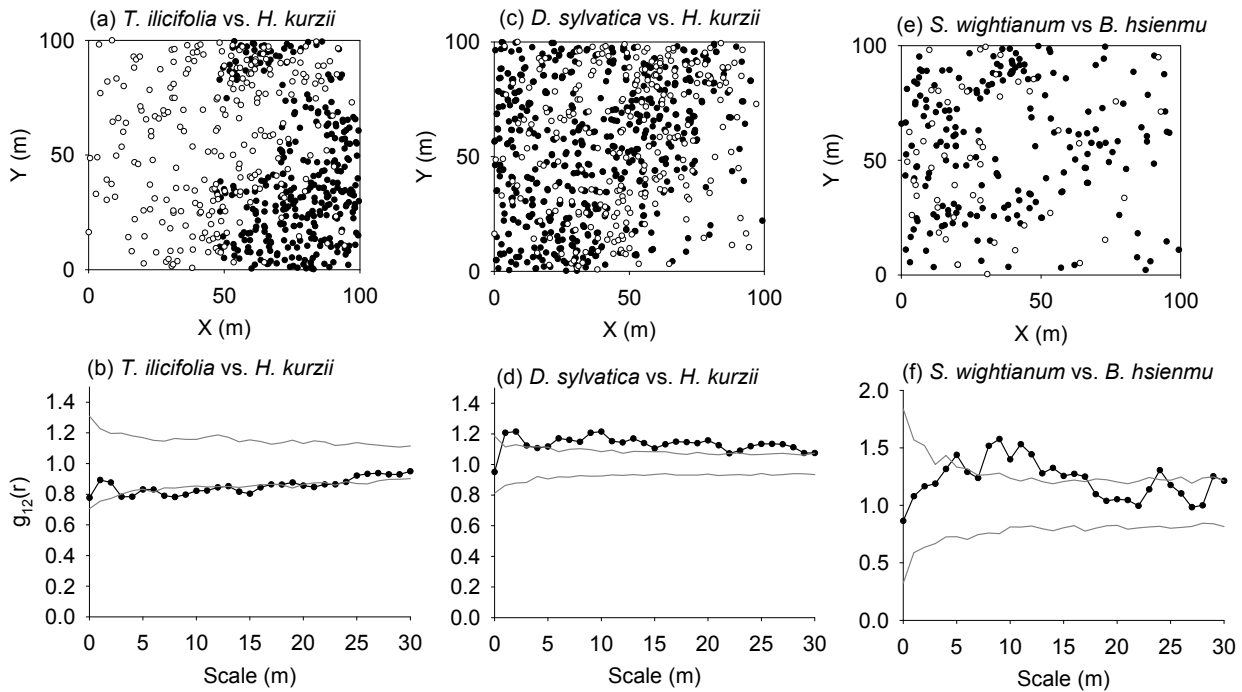 (a) T. ilicifolia vs. H. kurzii
(c) D. sylvatica vs. H. kurzii
(e) S. wightianum vs B. hsienmu
100
50
0
Y (m)
0 50 100
X (m)
100
50
0
Y (m)
0 50 100
X (m)
100
50
0
Y (m)
0 50 100
X (m)
(b) T. ilicifolia vs. H. kurzii
(d) D. sylvatica vs. H. kurzii
(f) S. wightianum vs. B. hsienmu
1.4
1.2
1.0
0.8
0.6
0.4
0.2
0.0
g12(r)
0 5 10 15 20 25 30
Scale (m)
1.4
1.2
1.0
0.8
0.6
0.4
0.2
0.0
0 5 10 15 20 25 30
Scale (m)
2.0
1.5
1.0
0.5
0.0
0 5 10 15 20 25 30
Scale (m)